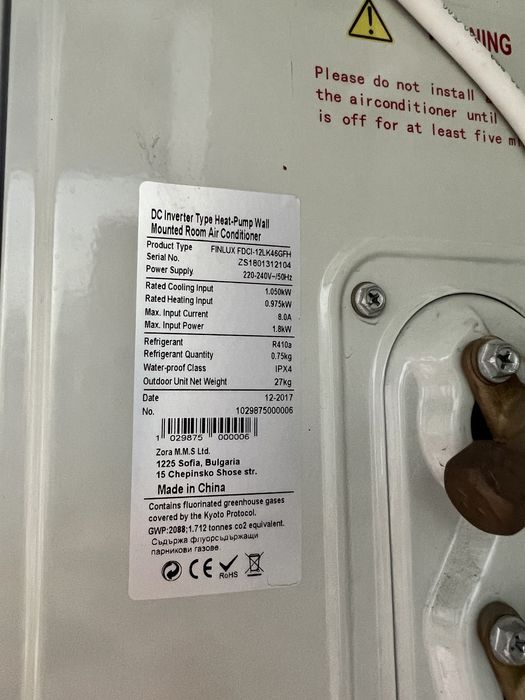 NING
Please do not install
the airconditioner until
is off for at least five
DC Inverter Type Heat-Pump Wall
Mounted Room Air Conditioner
Product Type FINLUX FDCI-12LK46GFH
Serial No. ZS1801312104
Power Supply 220-240V~/50Hz
Rated Cooling Input 1.050kW
Rated Heating Input 0.975kW
Max. Input Current 8.0A
Max. Input Power 1.8kW
Refrigerant R410a
Refrigerant Quantity 0.75kg
Water-proof Class IPX4
Outdoor Unit Net Weight 27kg
Date 12-2017
No. 1029875000006
1 029875 000006
Zora M.M.S Ltd.
1225 Sofia, Bulgaria
15 Chepinsko Shose str.
Made in China
Contains fluorinated greenhouse gases
covered by the Kyoto Protocol.
GWP:2088;1.712 tonnes co2 equivalent.
Съдържа флуорсъдържащи
парникови газове.
CE RoHS